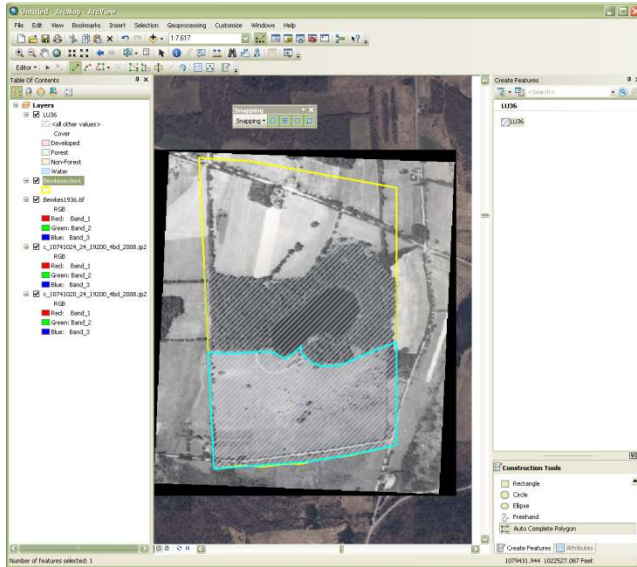 Untitled - ArcMap - ArcView
File Edit View Bookmarks Insert Selection Geoprocessing Customize Windows Help
1:7,617
Editor
Table Of Contents
Layers
LU36
<all other values>
Cover
Developed
Forest
Non-Forest
Water
Bewkesextent
Bewkes1936.tif
RGB
Red: Band_1
Green: Band_2
Blue: Band_3
c_10741024_24_19200_4bd_2008.jp2
RGB
Red: Band_1
Green: Band_2
Blue: Band_3
c_10741020_24_19200_4bd_2008.jp2
RGB
Red: Band_1
Green: Band_2
Blue: Band_3
Snapping
Snapping
Create Features
<Search>
LU36
LU36
Construction Tools
Rectangle
Circle
Ellipse
Freehand
Auto Complete Polygon
Create Features Attributes
Number of features selected: 1
1079431.944 1022527.087 Feet